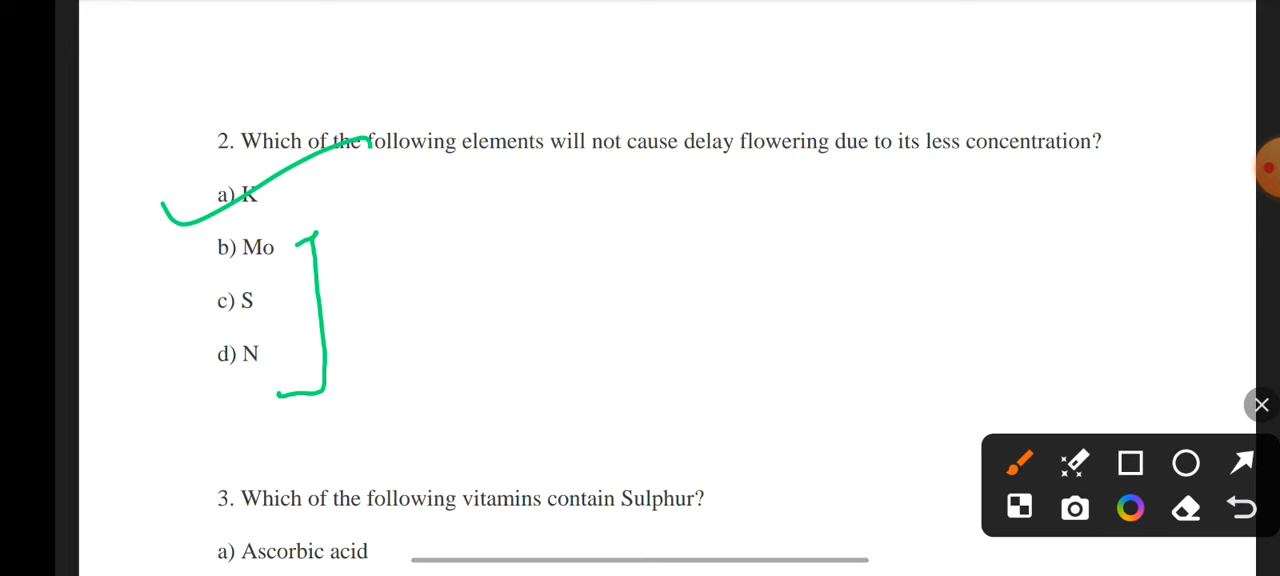 2. Which of the following elements will not cause delay flowering due to its less concentration?
a) K
b) Mo
c) S
d) N
3. Which of the following vitamins contain Sulphur?
a) Ascorbic acid